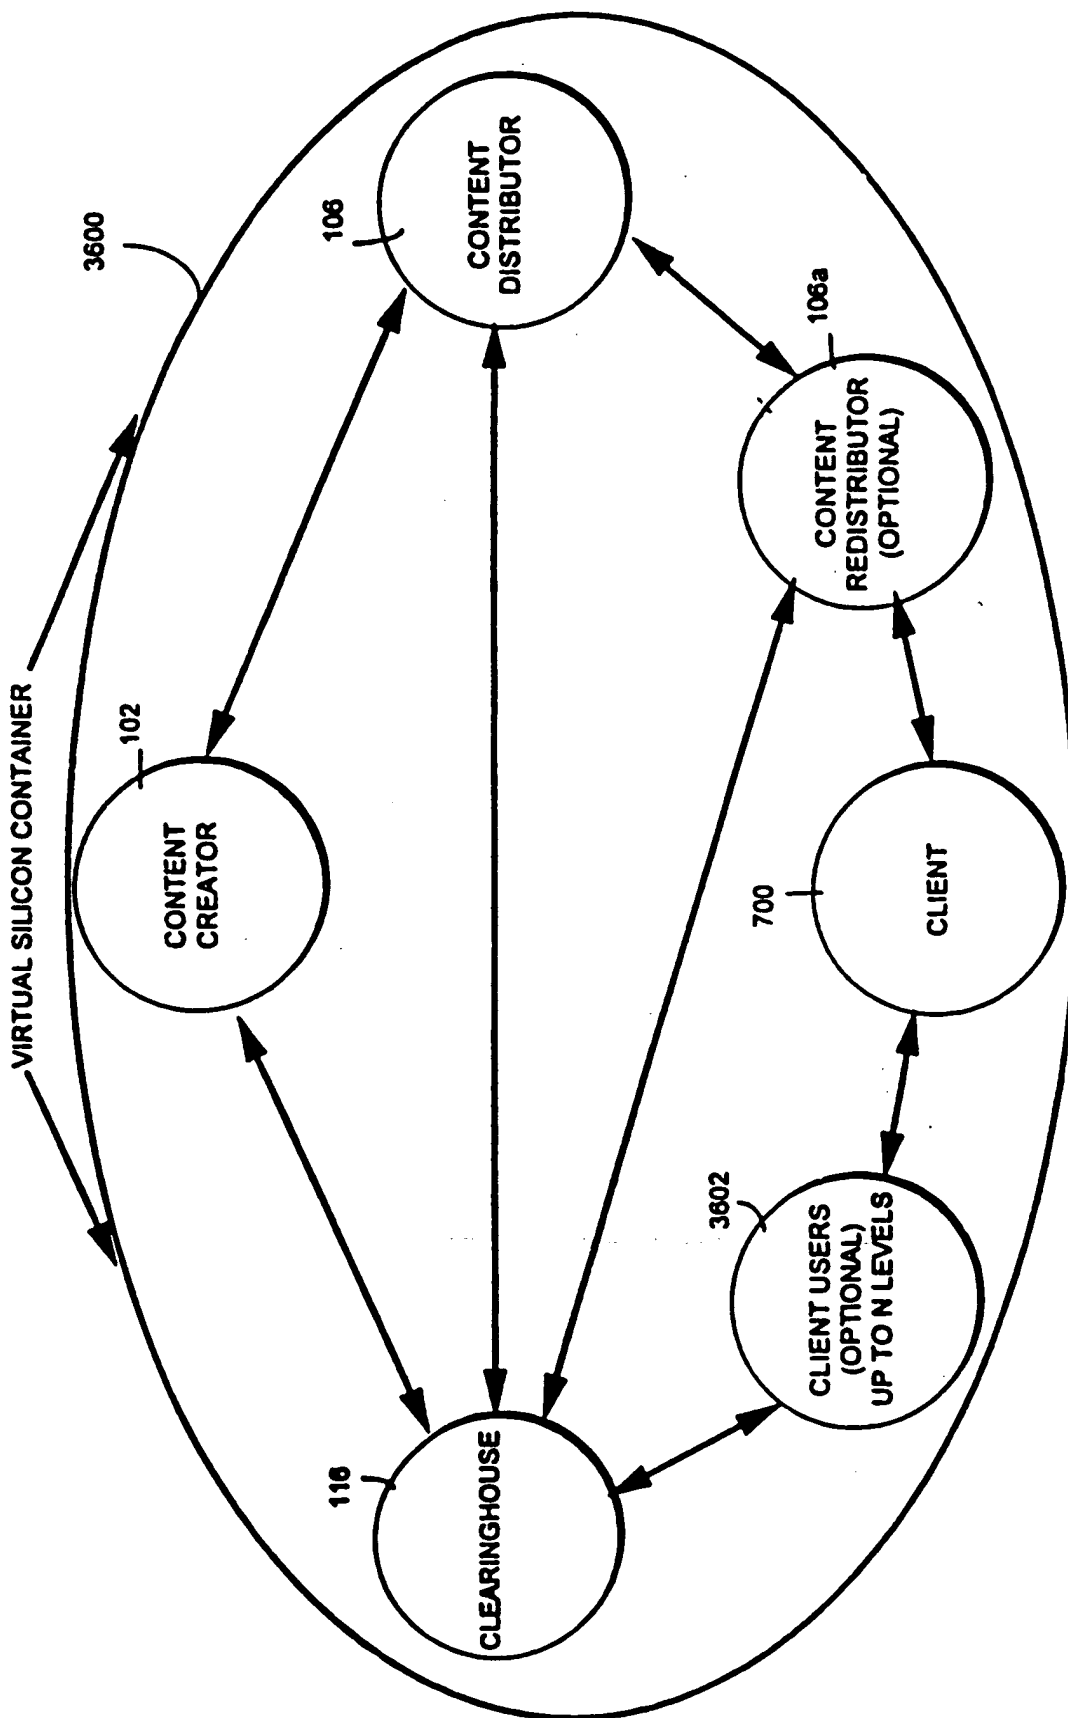 VIRTUAL SILICON CONTAINER
3600
102
CONTENT
CREATOR
116
CLEARINGHOUSE
106
CONTENT
DISTRIBUTOR
3602
CLIENT USERS
(OPTIONAL)
UP TO N LEVELS
700
CLIENT
106a
CONTENT
REDISTRIBUTOR
(OPTIONAL)